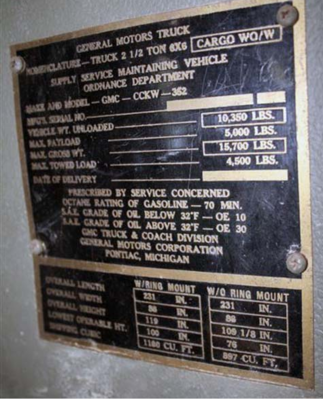 GENERAL MOTORS TRUCK
NOMENCLATURE—TRUCK 2 1/2 TON 6X6 CARGO WO/W
SUPPLY SERVICE MAINTAINING VEHICLE
ORDNANCE DEPARTMENT
MAKE AND MODEL—GMC—CCKW—352
MFG'S SERIAL NO.
VEHICLE WT. UNLOADED 10,350 LBS.
MAX. PAYLOAD 5,000 LBS.
MAX. GROSS WT. 15,700 LBS.
MAX. TOWED LOAD 4,500 LBS.
DATE OF DELIVERY
PRESCRIBED BY SERVICE CONCERNED
OCTANE RATING OF GASOLINE—70 MIN.
S.A.E. GRADE OF OIL BELOW 32°F—OE 10
S.A.E. GRADE OF OIL ABOVE 32°F—OE 30
GMC TRUCK & COACH DIVISION
GENERAL MOTORS CORPORATION
PONTIAC, MICHIGAN
W/RING MOUNT W/O RING MOUNT
OVERALL LENGTH 231 IN. 231 IN.
OVERALL WIDTH 88 IN. 88 IN.
OVERALL HEIGHT IN. 109 1/8 IN.
LOWEST OPERABLE HT. IN. 76 IN.
SHIPPING CU. FT. 897 CU. FT.